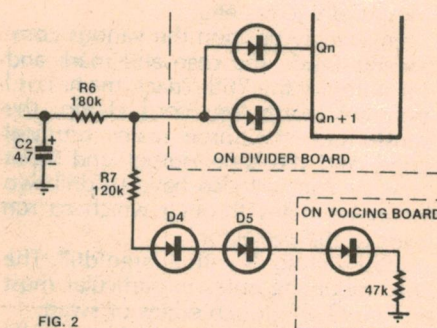 Qn
R6
180k
Qn + 1
C2
4.7
+
ON DIVIDER BOARD
R7
120k
D4
D5
ON VOICING BOARD
47k
FIG. 2